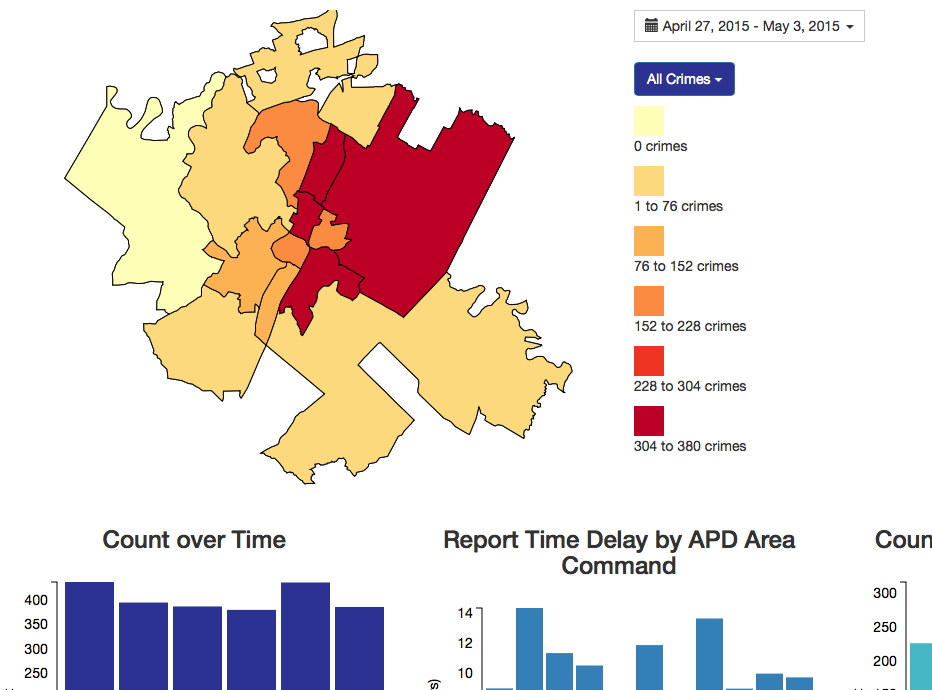 April 27, 2015 - May 3, 2015
All Crimes
0 crimes
1 to 76 crimes
76 to 152 crimes
152 to 228 crimes
228 to 304 crimes
304 to 380 crimes
Count over Time
400
350
300
250
Report Time Delay by APD Area
Command
14
12
10
s)
Coun
300
250
200